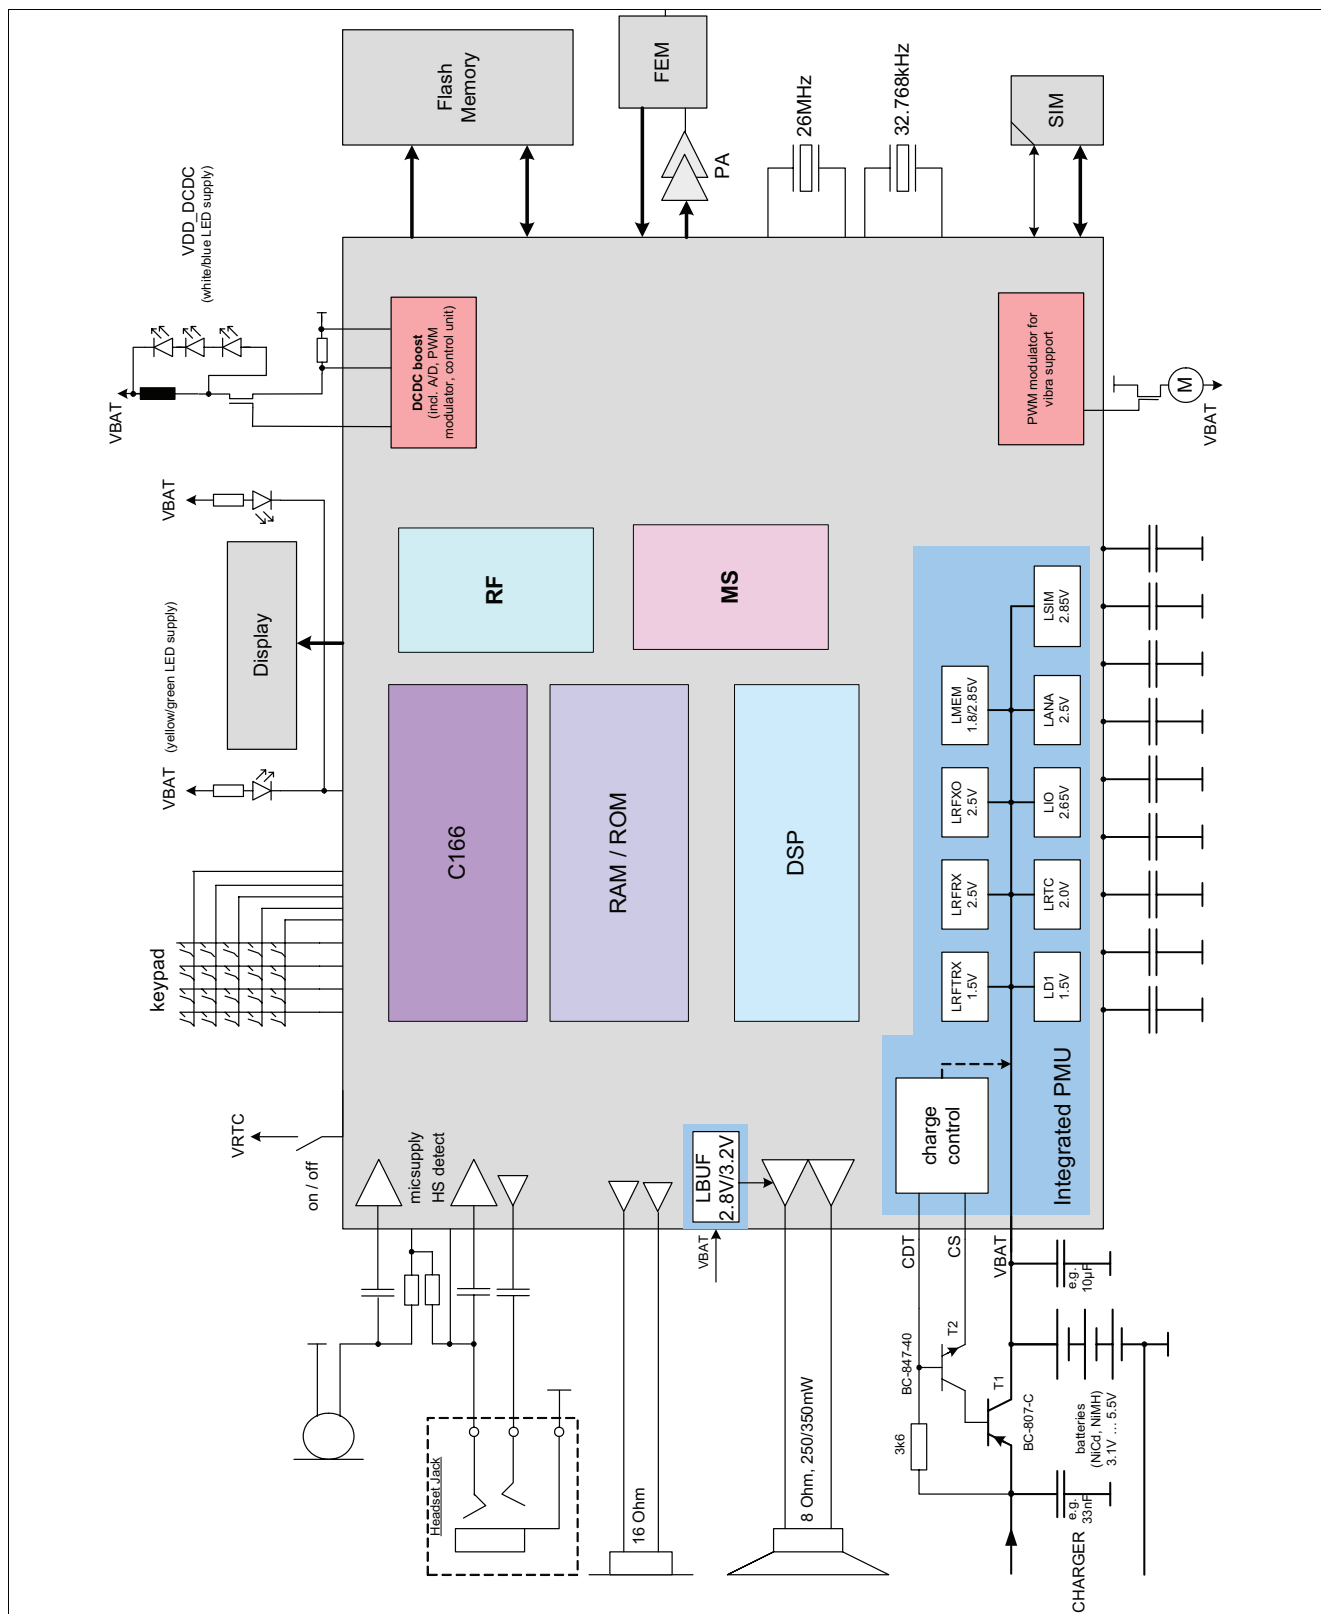 Flash
Memory
FEM
PA
26MHz
32.768kHz
SIM
VDD_DCDC
(white/blue LED supply)
VBAT
DCDC boost
(incl. A/D, PWM
modulator, control unit)
PWM modulator for
vibra support
M
VBAT
VBAT
Display
(yellow/green LED supply)
VBAT
RF
MS
C166
RAM / ROM
DSP
keypad
LMEM
1.8/2.85V
LSIM
2.85V
LRFXO
2.5V
LANA
2.5V
LRFRX
2.5V
LIO
2.65V
LRFTRX
1.5V
LRTC
2.0V
LD1
1.5V
Integrated PMU
charge
control
VRTC
on / off
micsupply
HS detect
LBUF
2.8V/3.2V
VBAT
CDT
CS
VBAT
e.g.
10µF
T2
BC-847-40
T1
BC-807-C
3k6
batteries
(NiCd, NiMH)
3.1V ... 5.5V
e.g.
33nF
CHARGER
Headset Jack
16 Ohm
8 Ohm, 250/350mW